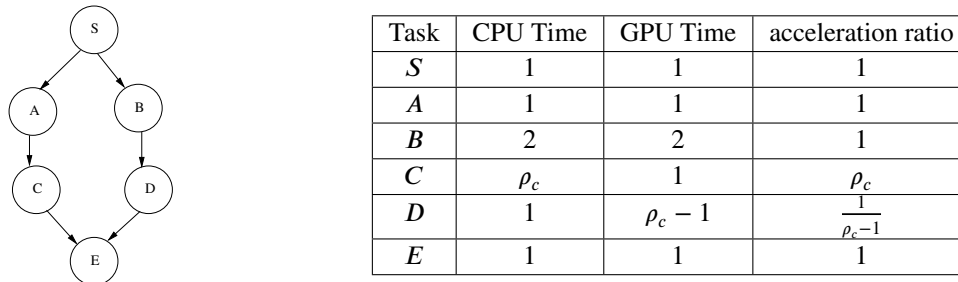 S
A
B
C
D
E
Task CPU Time GPU Time acceleration ratio
S 1 1 1
A 1 1 1
B 2 2 1
C ρ_c 1 ρ_c
D 1 ρ_c − 1 1/(ρ_c−1)
E 1 1 1